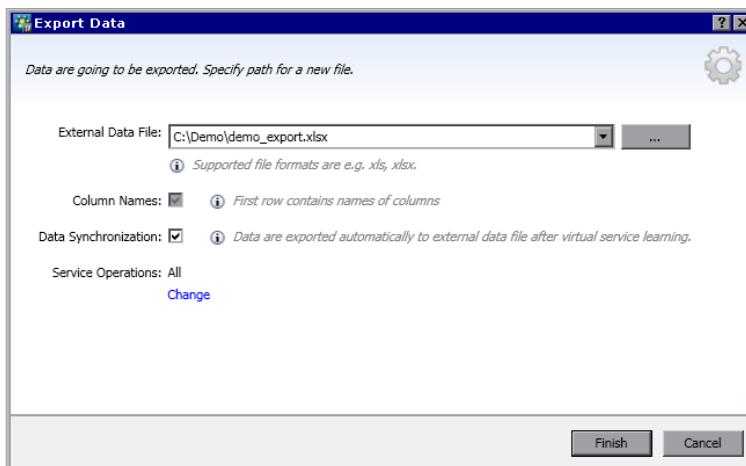 Export Data
Data are going to be exported. Specify path for a new file.
External Data File: C:\Demo\demo_export.xlsx ...
Supported file formats are e.g. xls, xlsx.
Column Names: First row contains names of columns
Data Synchronization: Data are exported automatically to external data file after virtual service learning.
Service Operations: All
Change
Finish Cancel